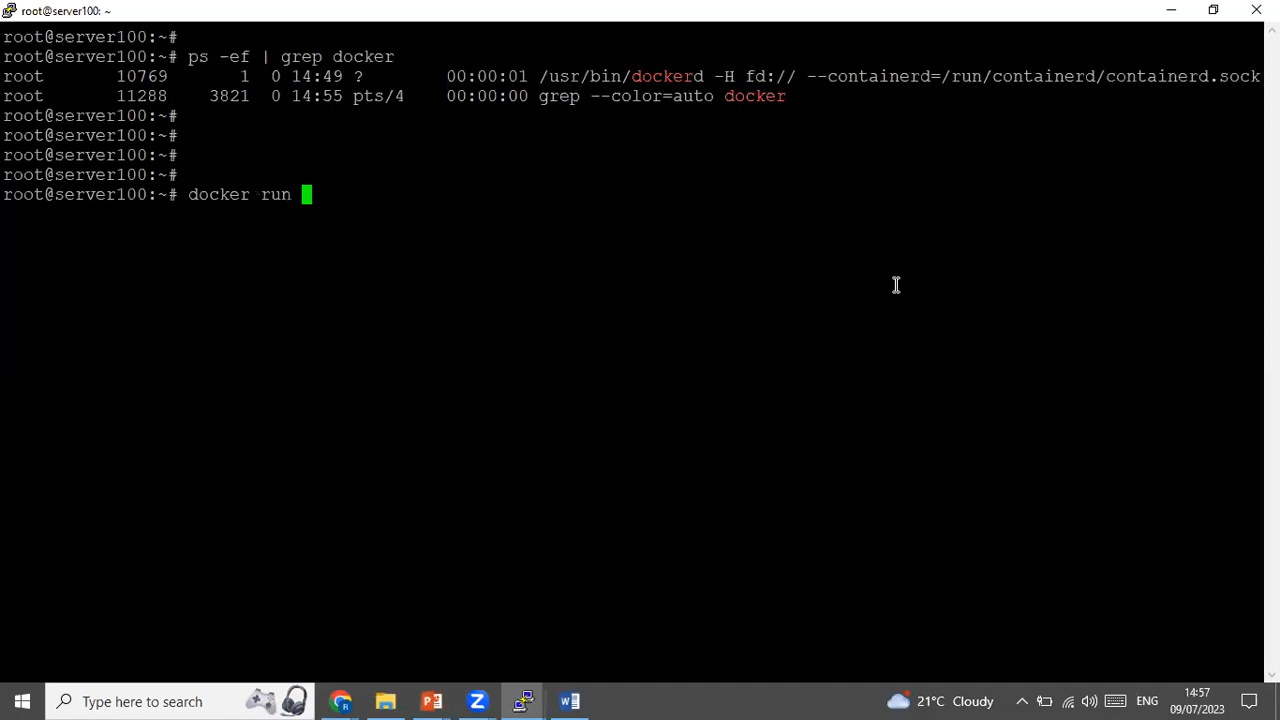 root@server100: ~
root@server100:~#
root@server100:~# ps -ef | grep docker
root 10769 1 0 14:49 ? 00:00:01 /usr/bin/dockerd -H fd:// --containerd=/run/containerd/containerd.sock
root 11288 3821 0 14:55 pts/4 00:00:00 grep --color=auto docker
root@server100:~#
root@server100:~#
root@server100:~#
root@server100:~#
root@server100:~# docker run
Type here to search
21°C Cloudy
ENG
14:57
09/07/2023